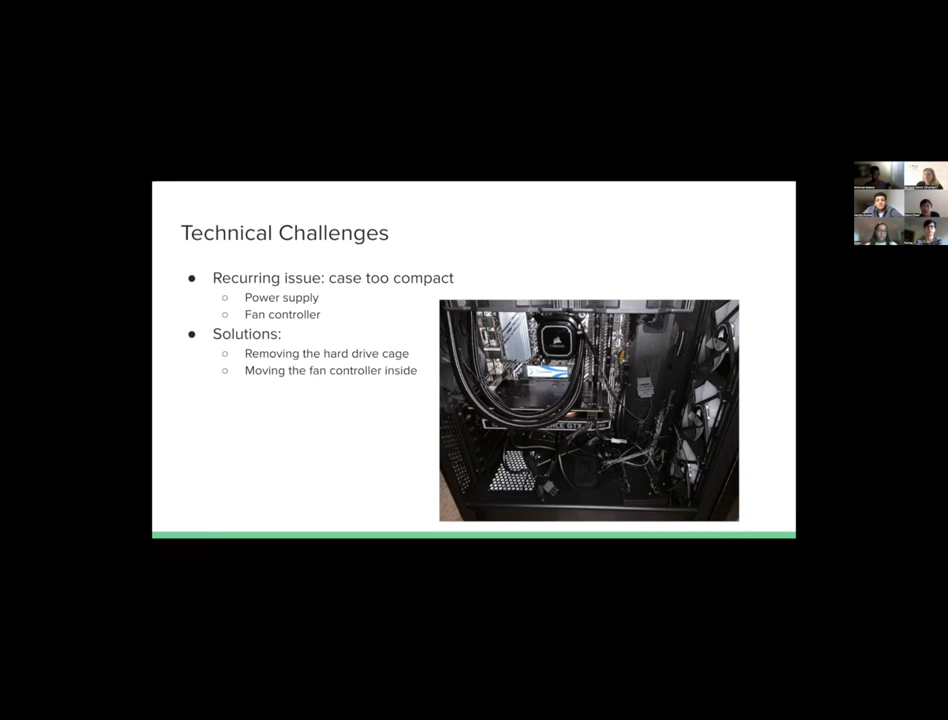 Technical Challenges
● Recurring issue: case too compact
○ Power supply
○ Fan controller
● Solutions:
○ Removing the hard drive cage
○ Moving the fan controller inside
GTX